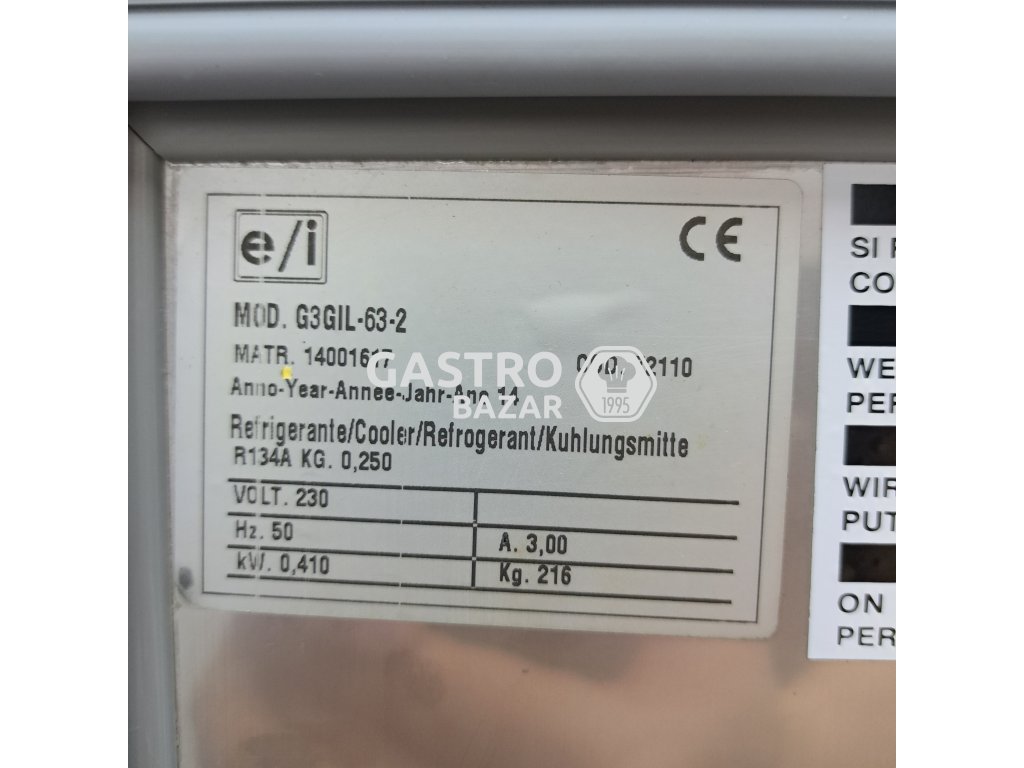 e/i
CE
MOD. G3GIL-63-2
MATR. 14001617
12110
Anno-Year-Annee-Jahr-Ano 14
Refrigerante/Cooler/Refrogerant/Kuhlungsmitte
R134A KG. 0,250
VOLT. 230
Hz. 50
A. 3,00
kW. 0,410
Kg. 216
GASTRO
BAZAR
1995
SI
CO
WE
PER
WIR
PUT
ON
PER